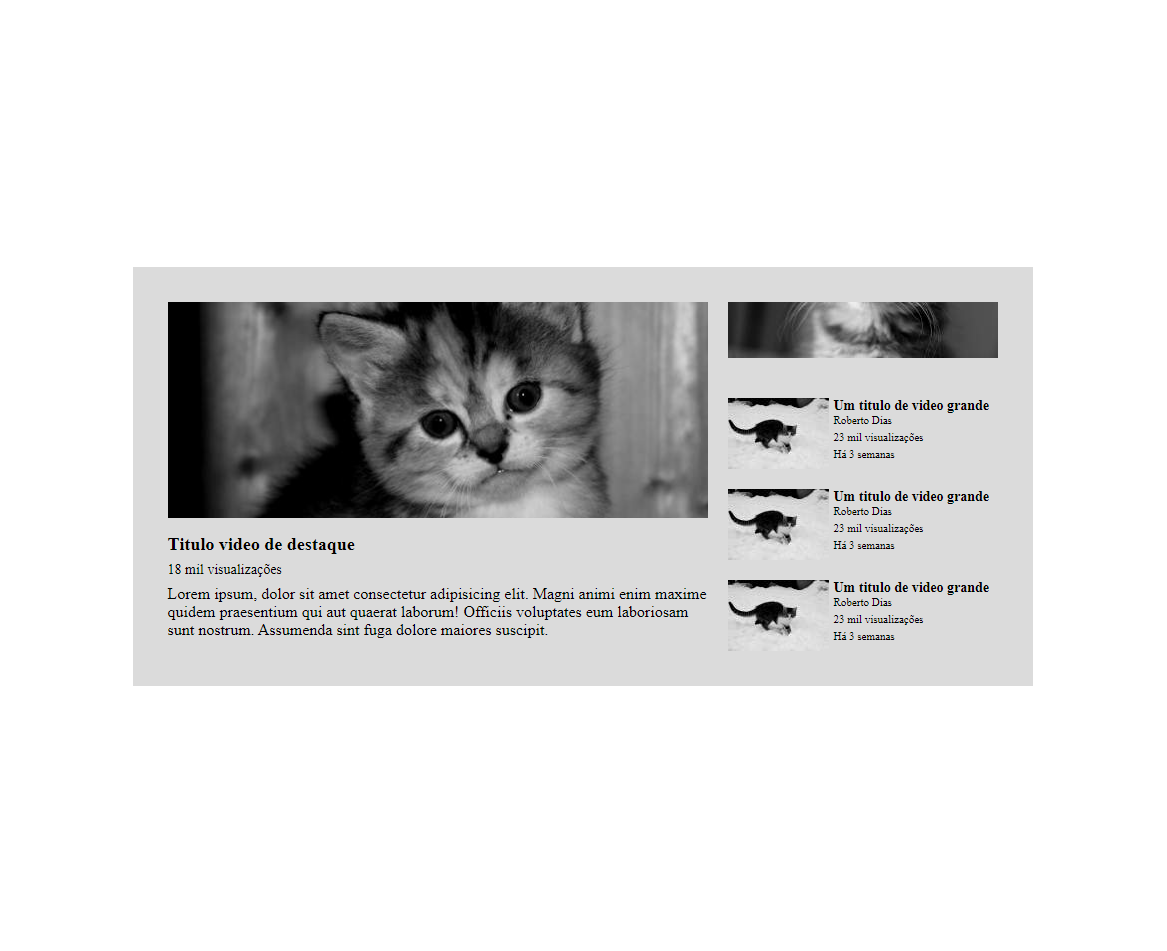 Titulo video de destaque
18 mil visualizações
Lorem ipsum, dolor sit amet consectetur adipisicing elit. Magni animi enim maxime
quidem praesentium qui aut quaerat laborum! Officiis voluptates eum laboriosam
sunt nostrum. Assumenda sint fuga dolore maiores suscipit.
Um titulo de video grande
Roberto Dias
23 mil visualizações
Há 3 semanas
Um titulo de video grande
Roberto Dias
23 mil visualizações
Há 3 semanas
Um titulo de video grande
Roberto Dias
23 mil visualizações
Há 3 semanas